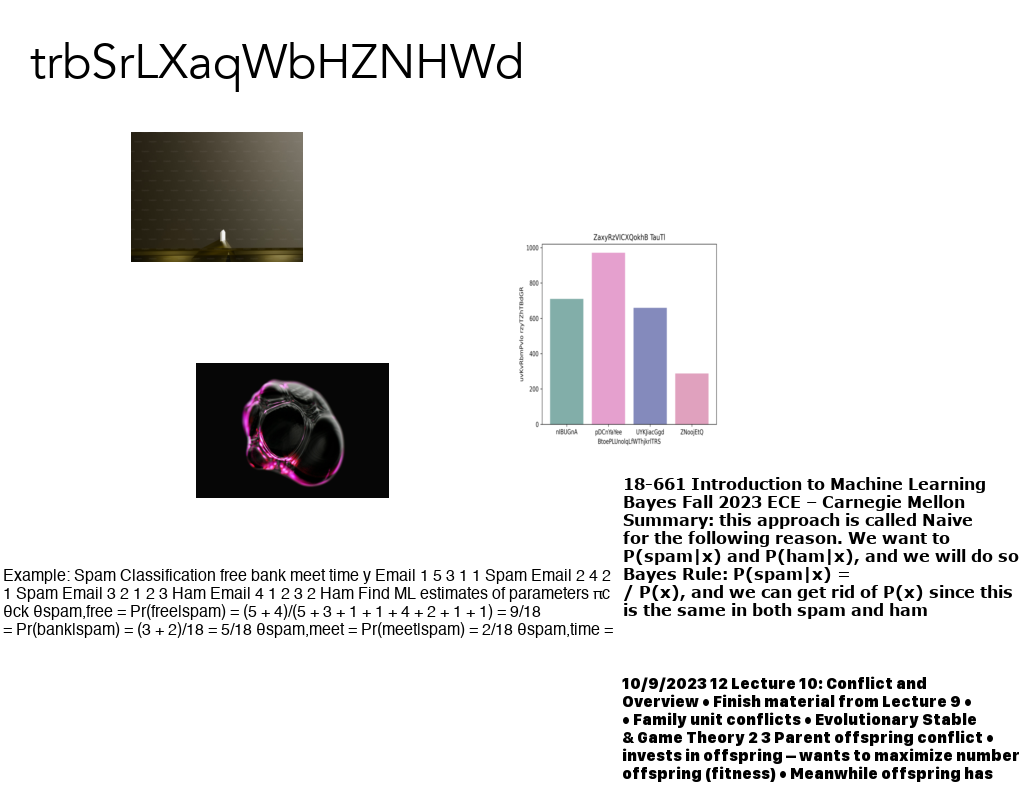 trbSrLXaqWbHZNHWd
ZaxyRzVICXQokhB TauTl
1000
800
600
400
200
0
nIBUGnA pDCnYaYee UYKJiacGgd ZNoojEtQ
18-661 Introduction to Machine Learning
Bayes Fall 2023 ECE – Carnegie Mellon
Summary: this approach is called Naive
for the following reason. We want to
P(spam|x) and P(ham|x), and we will do so
Bayes Rule: P(spam|x) =
/ P(x), and we can get rid of P(x) since this
is the same in both spam and ham
Example: Spam Classification free bank meet time y Email 1 5 3 1 1 Spam Email 2 4 2
1 Spam Email 3 2 1 2 3 Ham Email 4 1 2 3 2 Ham Find ML estimates of parameters πc
θck θspam,free = Pr(free|spam) = (5 + 4)/(5 + 3 + 1 + 1 + 4 + 2 + 1 + 1) = 9/18
= Pr(bank|spam) = (3 + 2)/18 = 5/18 θspam,meet = Pr(meet|spam) = 2/18 θspam,time =
10/9/2023 12 Lecture 10: Conflict and
Overview • Finish material from Lecture 9 •
• Family unit conflicts • Evolutionary Stable
& Game Theory 2 3 Parent offspring conflict •
invests in offspring – wants to maximize number
offspring (fitness) • Meanwhile offspring has